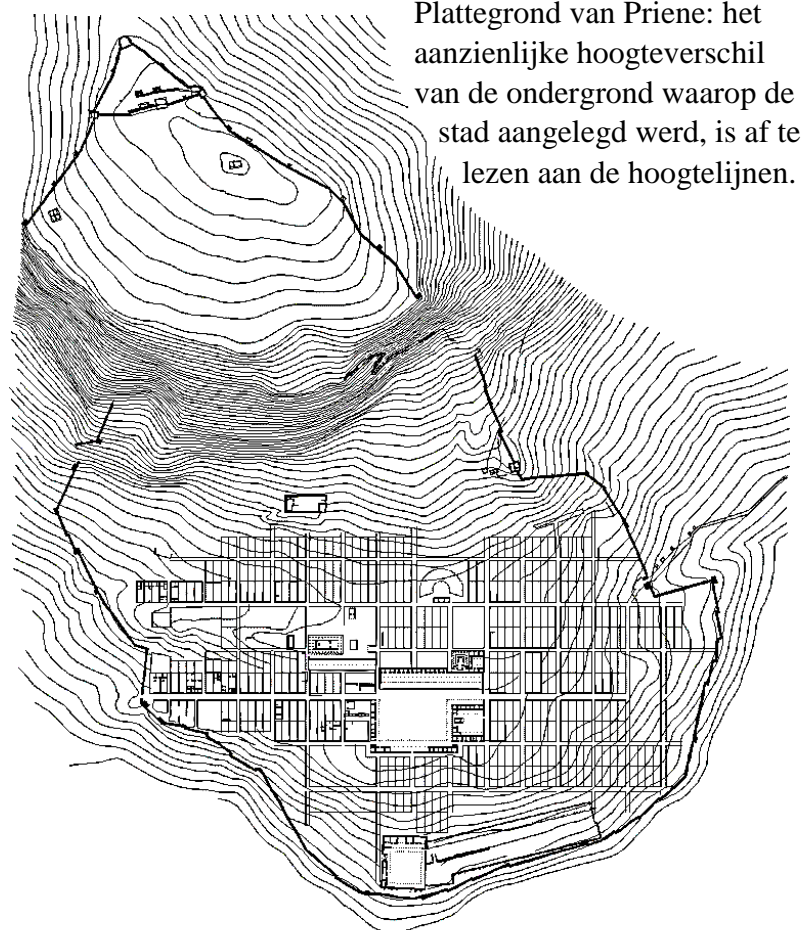 Plattegrond van Priene: het
aanzienlijke hoogteverschil
van de ondergrond waarop de
stad aangelegd werd, is af te
lezen aan de hoogtelijnen.